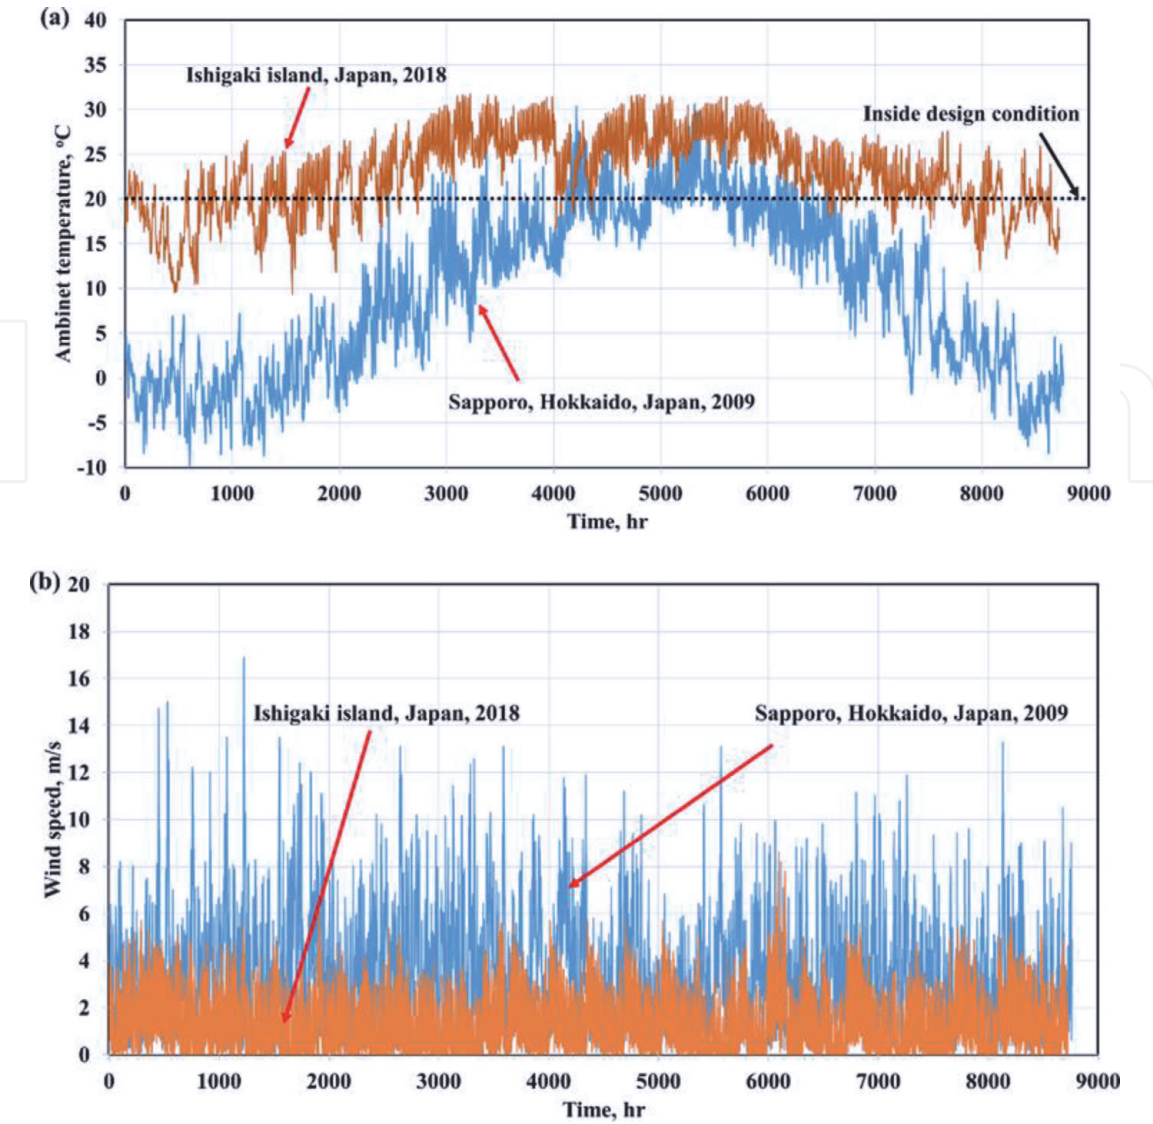 (a)
40
35
30
25
20
15
10
5
0
-5
-10
Ambinet temperature, °C
Ishigaki island, Japan, 2018
Inside design condition
Sapporo, Hokkaido, Japan, 2009
0 1000 2000 3000 4000 5000 6000 7000 8000 9000
Time, hr
(b)
20
18
16
14
12
10
8
6
4
2
0
Wind speed, m/s
Ishigaki island, Japan, 2018
Sapporo, Hokkaido, Japan, 2009
0 1000 2000 3000 4000 5000 6000 7000 8000 9000
Time, hr